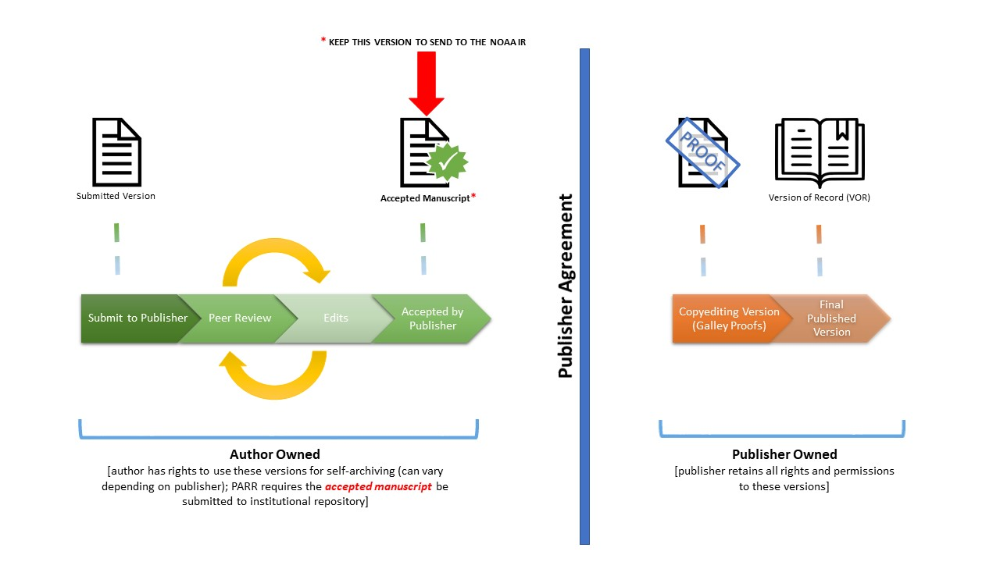 * KEEP THIS VERSION TO SEND TO THE NOAA IR
Submitted Version
Accepted Manuscript*
PROOF
Version of Record (VOR)
Publisher Agreement
Submit to Publisher
Peer Review
Edits
Accepted by
Publisher
Copyediting Version
(Galley Proofs)
Final
Published
Version
Author Owned
[author has rights to use these versions for self-archiving (can vary
depending on publisher); PARR requires the accepted manuscript be
submitted to institutional repository]
Publisher Owned
[publisher retains all rights and permissions
to these versions]